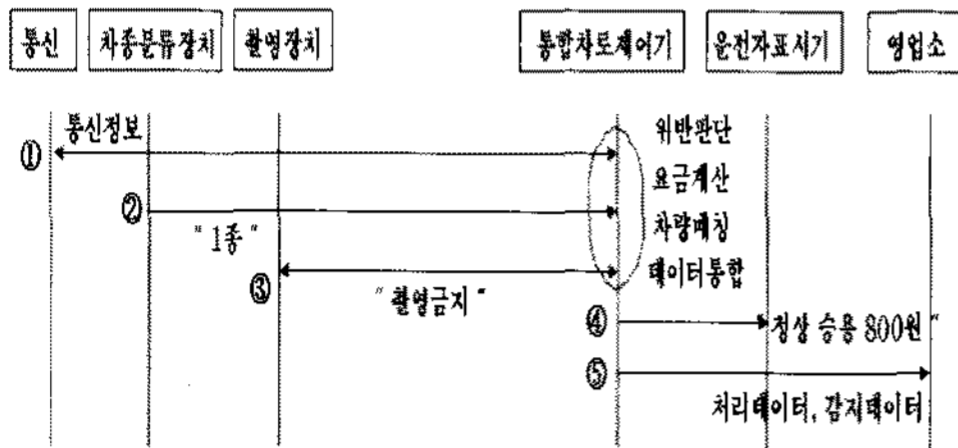 통신 차종분류장치 촬영장치 통합차로제어기 운전자표시기 영업소
통신정보 위반판단
①
요금계산
②
"1종" 차량매칭
③ 데이터통합
"촬영금지"
④ 정상 승용 800원"
⑤
처리데이터, 감지데이터